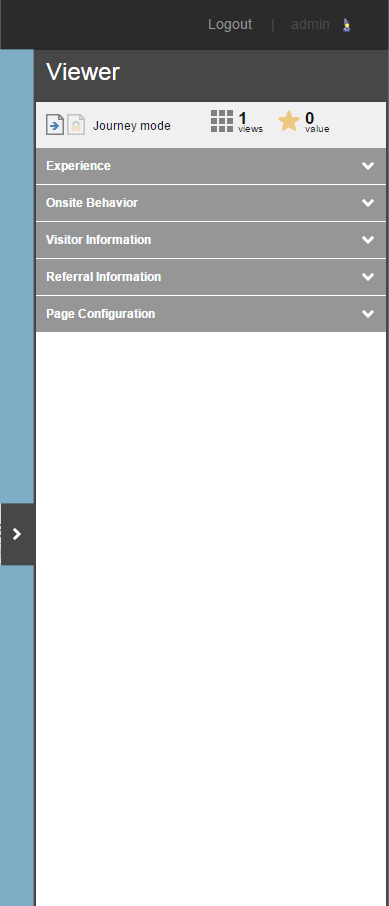 Logout | admin
Viewer
Journey mode
1
views
0
value
Experience
Onsite Behavior
Visitor Information
Referral Information
Page Configuration